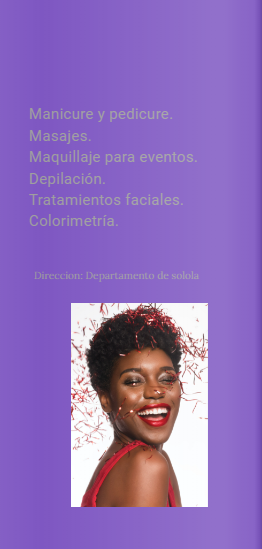 Manicure y pedicure.
Masajes.
Maquillaje para eventos.
Depilación.
Tratamientos faciales.
Colorimetría.
Direccion: Departamento de solola